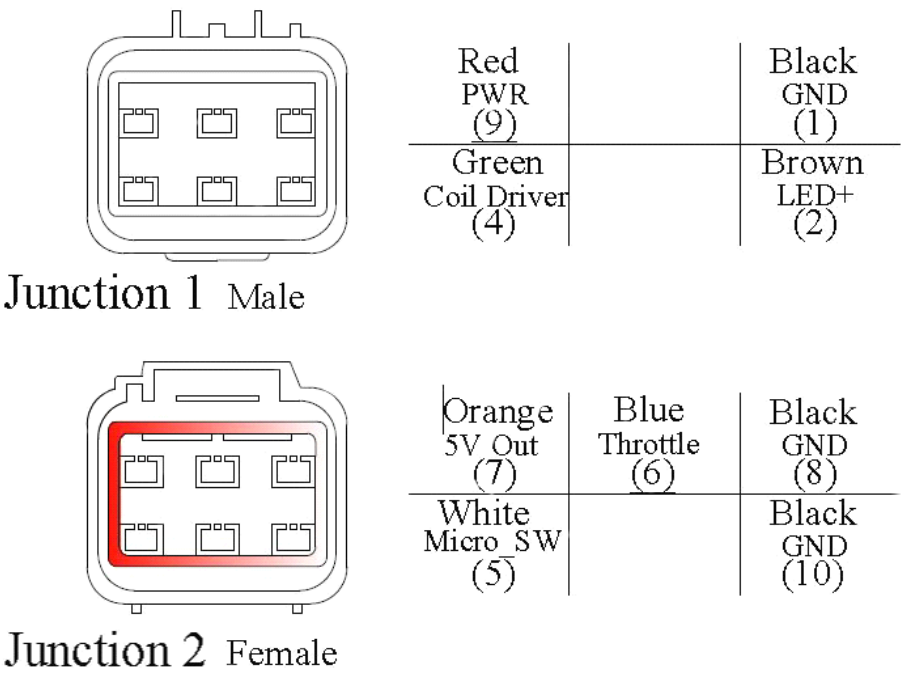 Red Black
PWR GND
(9) (1)
Green Brown
Coil Driver LED+
(4) (2)
Junction 1 Male
Orange Blue Black
5V Out Throttle GND
(7) (6) (8)
White Black
Micro_SW GND
(5) (10)
Junction 2 Female